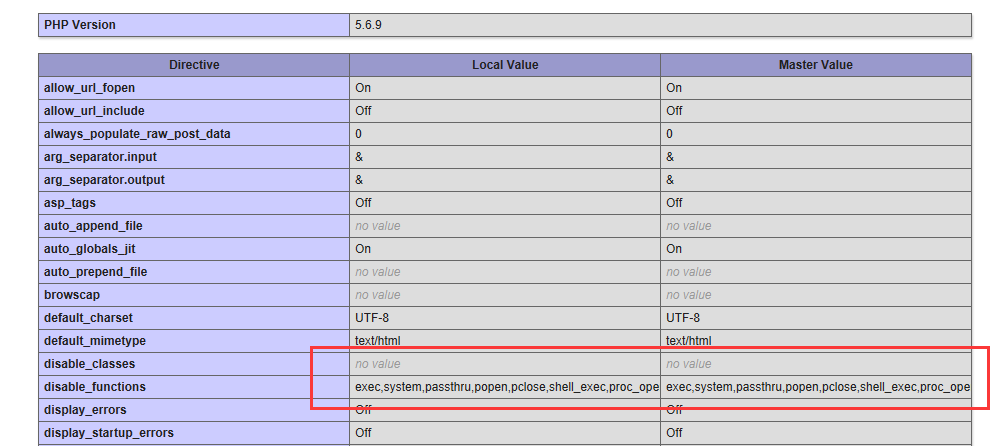 PHP Version 5.6.9
Directive Local Value Master Value
allow_url_fopen On On
allow_url_include Off Off
always_populate_raw_post_data 0 0
arg_separator.input & &
arg_separator.output & &
asp_tags Off Off
auto_append_file no value no value
auto_globals_jit On On
auto_prepend_file no value no value
browscap no value no value
default_charset UTF-8 UTF-8
default_mimetype text/html text/html
disable_classes no value no value
disable_functions exec,system,passthru,popen,pclose,shell_exec,proc_ope exec,system,passthru,popen,pclose,shell_exec,proc_ope
display_errors Off Off
display_startup_errors Off Off